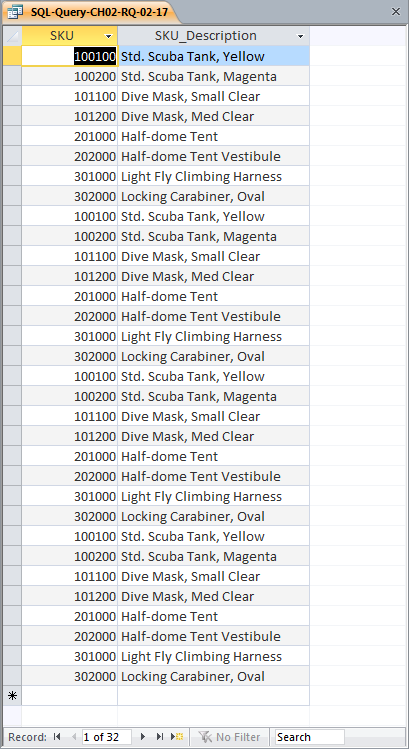 SQL-Query-CH02-RQ-02-17
SKU SKU_Description
100100 Std. Scuba Tank, Yellow
100200 Std. Scuba Tank, Magenta
101100 Dive Mask, Small Clear
101200 Dive Mask, Med Clear
201000 Half-dome Tent
202000 Half-dome Tent Vestibule
301000 Light Fly Climbing Harness
302000 Locking Carabiner, Oval
100100 Std. Scuba Tank, Yellow
100200 Std. Scuba Tank, Magenta
101100 Dive Mask, Small Clear
101200 Dive Mask, Med Clear
201000 Half-dome Tent
202000 Half-dome Tent Vestibule
301000 Light Fly Climbing Harness
302000 Locking Carabiner, Oval
100100 Std. Scuba Tank, Yellow
100200 Std. Scuba Tank, Magenta
101100 Dive Mask, Small Clear
101200 Dive Mask, Med Clear
201000 Half-dome Tent
202000 Half-dome Tent Vestibule
301000 Light Fly Climbing Harness
302000 Locking Carabiner, Oval
100100 Std. Scuba Tank, Yellow
100200 Std. Scuba Tank, Magenta
101100 Dive Mask, Small Clear
101200 Dive Mask, Med Clear
201000 Half-dome Tent
202000 Half-dome Tent Vestibule
301000 Light Fly Climbing Harness
302000 Locking Carabiner, Oval
Record: 1 of 32 No Filter Search